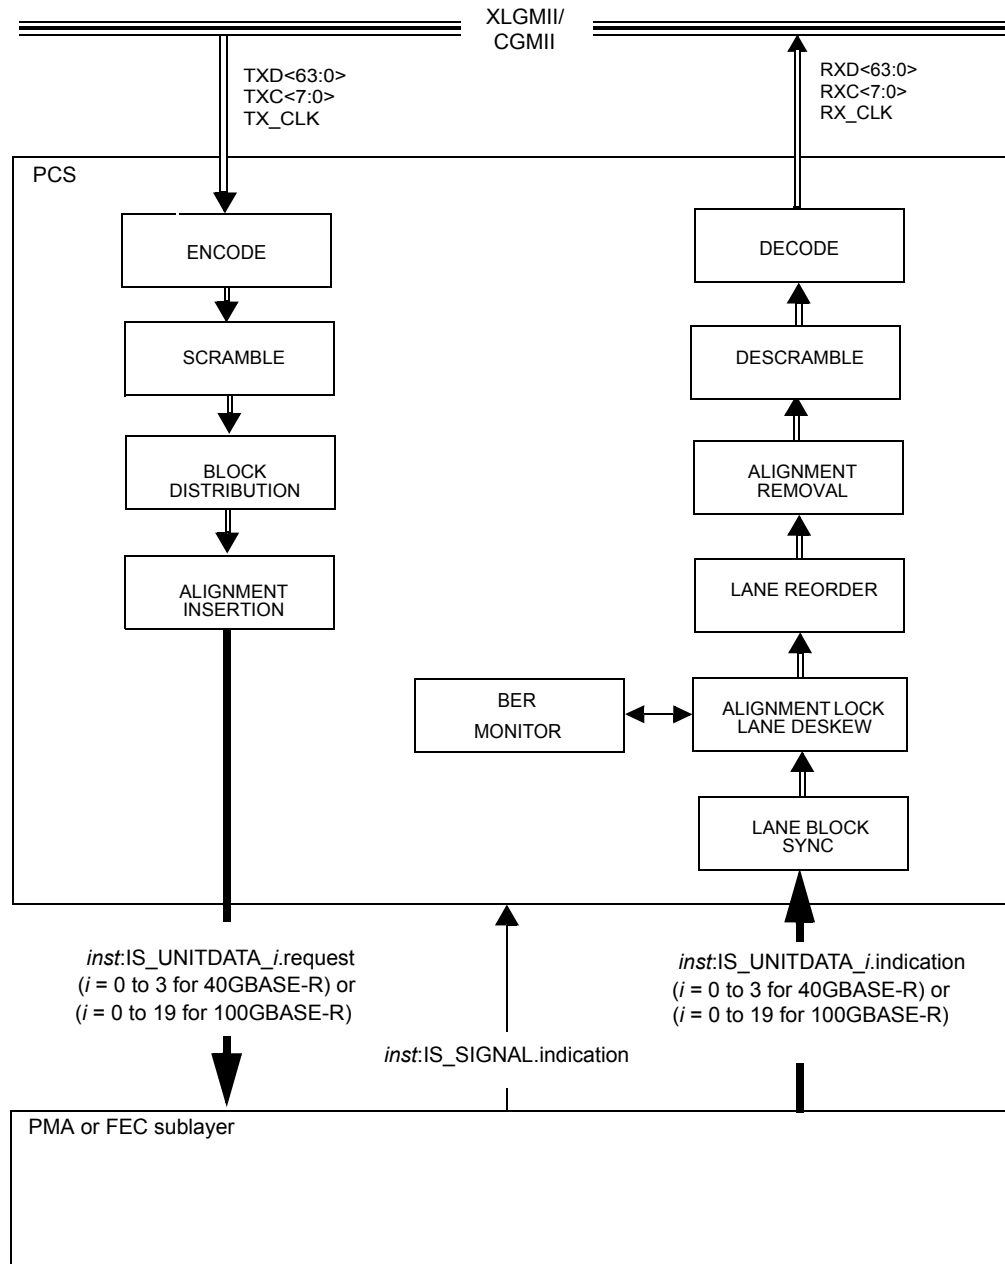 XLGMII/
CGMII
TXD<63:0>
TXC<7:0>
TX_CLK
RXD<63:0>
RXC<7:0>
RX_CLK
PCS
ENCODE
SCRAMBLE
BLOCK
DISTRIBUTION
ALIGNMENT
INSERTION
DECODE
DESCRAMBLE
ALIGNMENT
REMOVAL
LANE REORDER
BER
MONITOR
ALIGNMENT LOCK
LANE DESKEW
LANE BLOCK
SYNC
inst:IS_UNITDATA_i.request
(i = 0 to 3 for 40GBASE-R) or
(i = 0 to 19 for 100GBASE-R)
inst:IS_SIGNAL.indication
inst:IS_UNITDATA_i.indication
(i = 0 to 3 for 40GBASE-R) or
(i = 0 to 19 for 100GBASE-R)
PMA or FEC sublayer